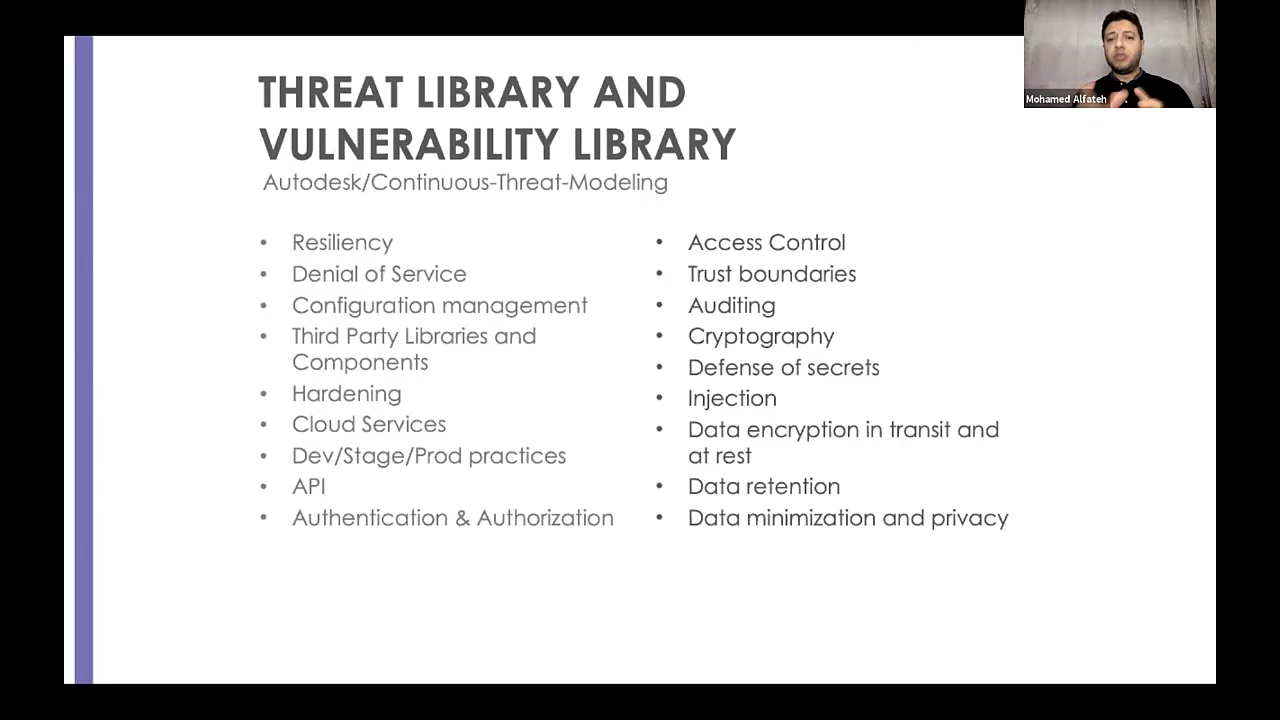 THREAT LIBRARY AND
VULNERABILITY LIBRARY
Autodesk/Continuous-Threat-Modeling
• Resiliency
• Denial of Service
• Configuration management
• Third Party Libraries and
Components
• Hardening
• Cloud Services
• Dev/Stage/Prod practices
• API
• Authentication & Authorization
• Access Control
• Trust boundaries
• Auditing
• Cryptography
• Defense of secrets
• Injection
• Data encryption in transit and
at rest
• Data retention
• Data minimization and privacy
Mohamed Alfateh